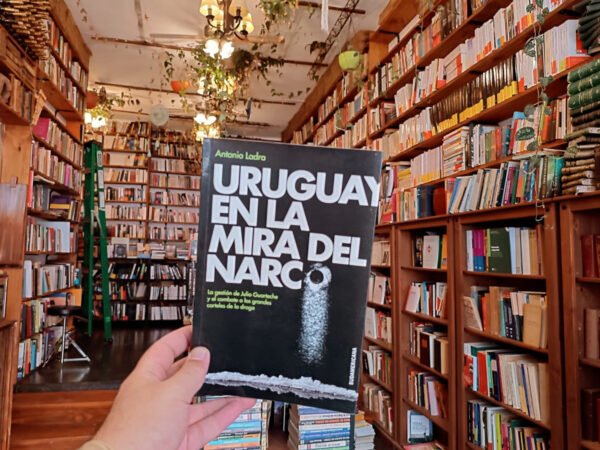 Antonio Ladra
URUGUAY
EN LA
MIRA DEL
NARCO
La gestión de Julio Guarteche
y el combate a los grandes
carteles de la droga
SUDAMERICANA